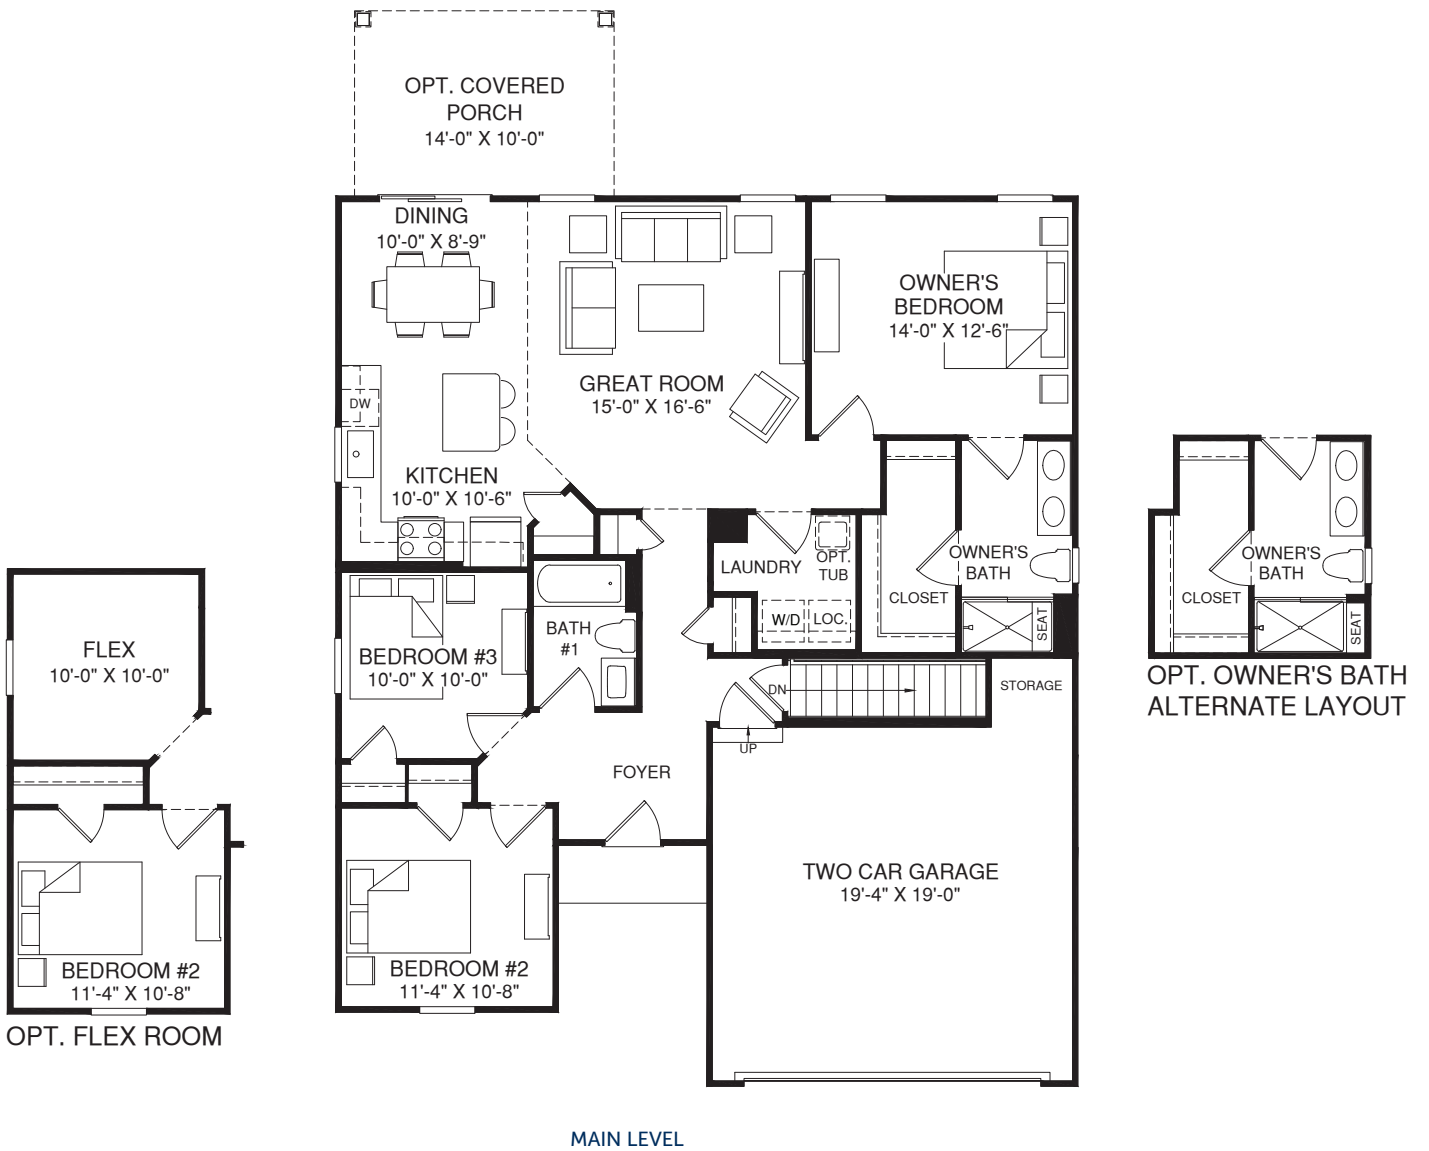 OPT. COVERED
PORCH
14'-0" X 10'-0"
DINING
10'-0" X 8'-9"
OWNER'S
BEDROOM
14'-0" X 12'-6"
GREAT ROOM
15'-0" X 16'-6"
DW
KITCHEN
10'-0" X 10'-6"
LAUNDRY
OPT.
TUB
W/D
LOC.
CLOSET
OWNER'S
BATH
SEAT
OWNER'S
BATH
CLOSET
SEAT
OPT. OWNER'S BATH
ALTERNATE LAYOUT
FLEX
10'-0" X 10'-0"
BEDROOM #3
10'-0" X 10'-0"
BATH
#1
DN
STORAGE
UP
FOYER
TWO CAR GARAGE
19'-4" X 19'-0"
BEDROOM #2
11'-4" X 10'-8"
OPT. FLEX ROOM
BEDROOM #2
11'-4" X 10'-8"
MAIN LEVEL